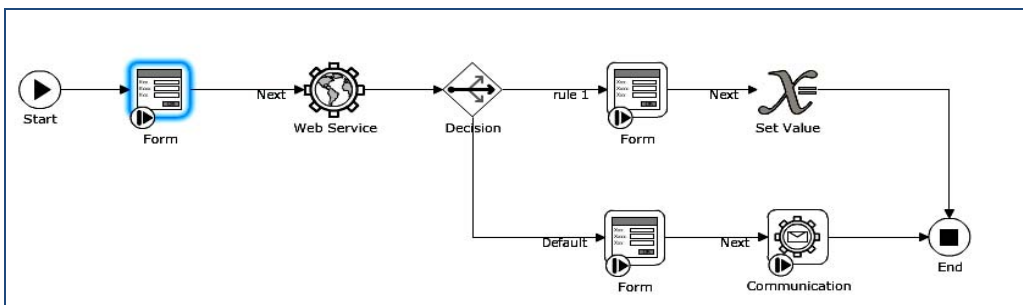 Start
Form
Next
Web Service
Decision
rule 1
Form
Next
Set Value
Default
Form
Next
Communication
End